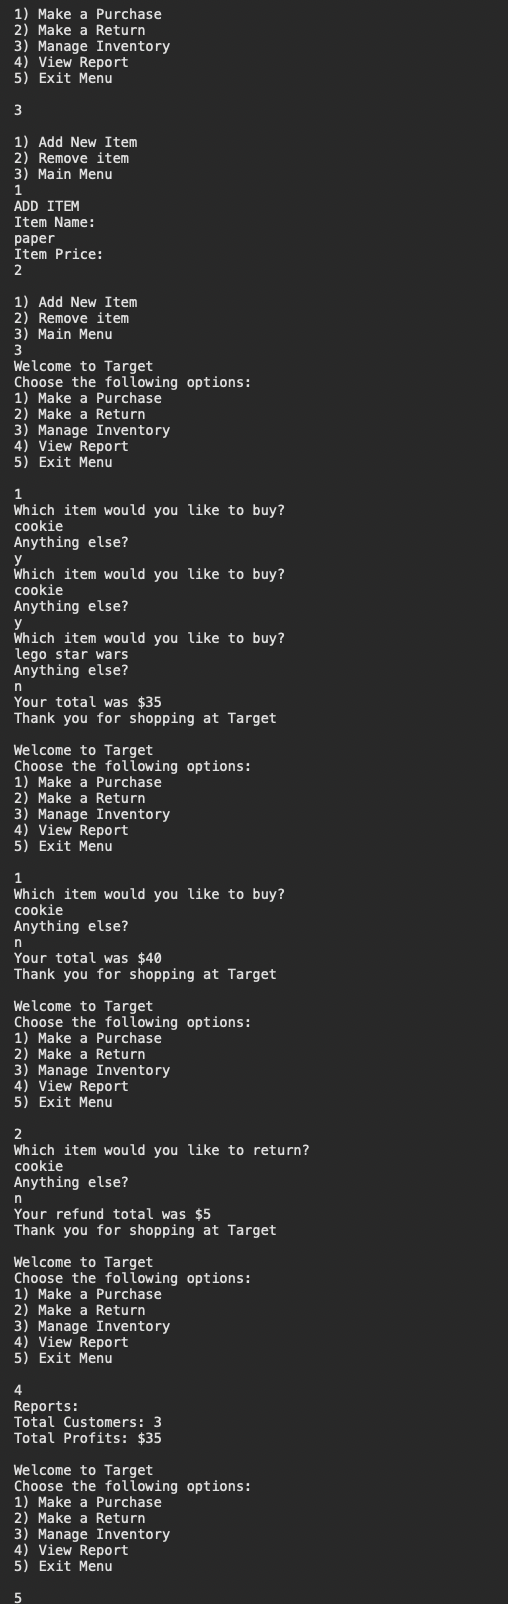 1) Make a Purchase
2) Make a Return
3) Manage Inventory
4) View Report
5) Exit Menu
3
1) Add New Item
2) Remove item
3) Main Menu
1
ADD ITEM
Item Name:
paper
Item Price:
2
1) Add New Item
2) Remove item
3) Main Menu
3
Welcome to Target
Choose the following options:
1) Make a Purchase
2) Make a Return
3) Manage Inventory
4) View Report
5) Exit Menu
1
Which item would you like to buy?
cookie
Anything else?
y
Which item would you like to buy?
cookie
Anything else?
y
Which item would you like to buy?
lego star wars
Anything else?
n
Your total was $35
Thank you for shopping at Target
Welcome to Target
Choose the following options:
1) Make a Purchase
2) Make a Return
3) Manage Inventory
4) View Report
5) Exit Menu
1
Which item would you like to buy?
cookie
Anything else?
n
Your total was $40
Thank you for shopping at Target
Welcome to Target
Choose the following options:
1) Make a Purchase
2) Make a Return
3) Manage Inventory
4) View Report
5) Exit Menu
2
Which item would you like to return?
cookie
Anything else?
n
Your refund total was $5
Thank you for shopping at Target
Welcome to Target
Choose the following options:
1) Make a Purchase
2) Make a Return
3) Manage Inventory
4) View Report
5) Exit Menu
4
Reports:
Total Customers: 3
Total Profits: $35
Welcome to Target
Choose the following options:
1) Make a Purchase
2) Make a Return
3) Manage Inventory
4) View Report
5) Exit Menu
5